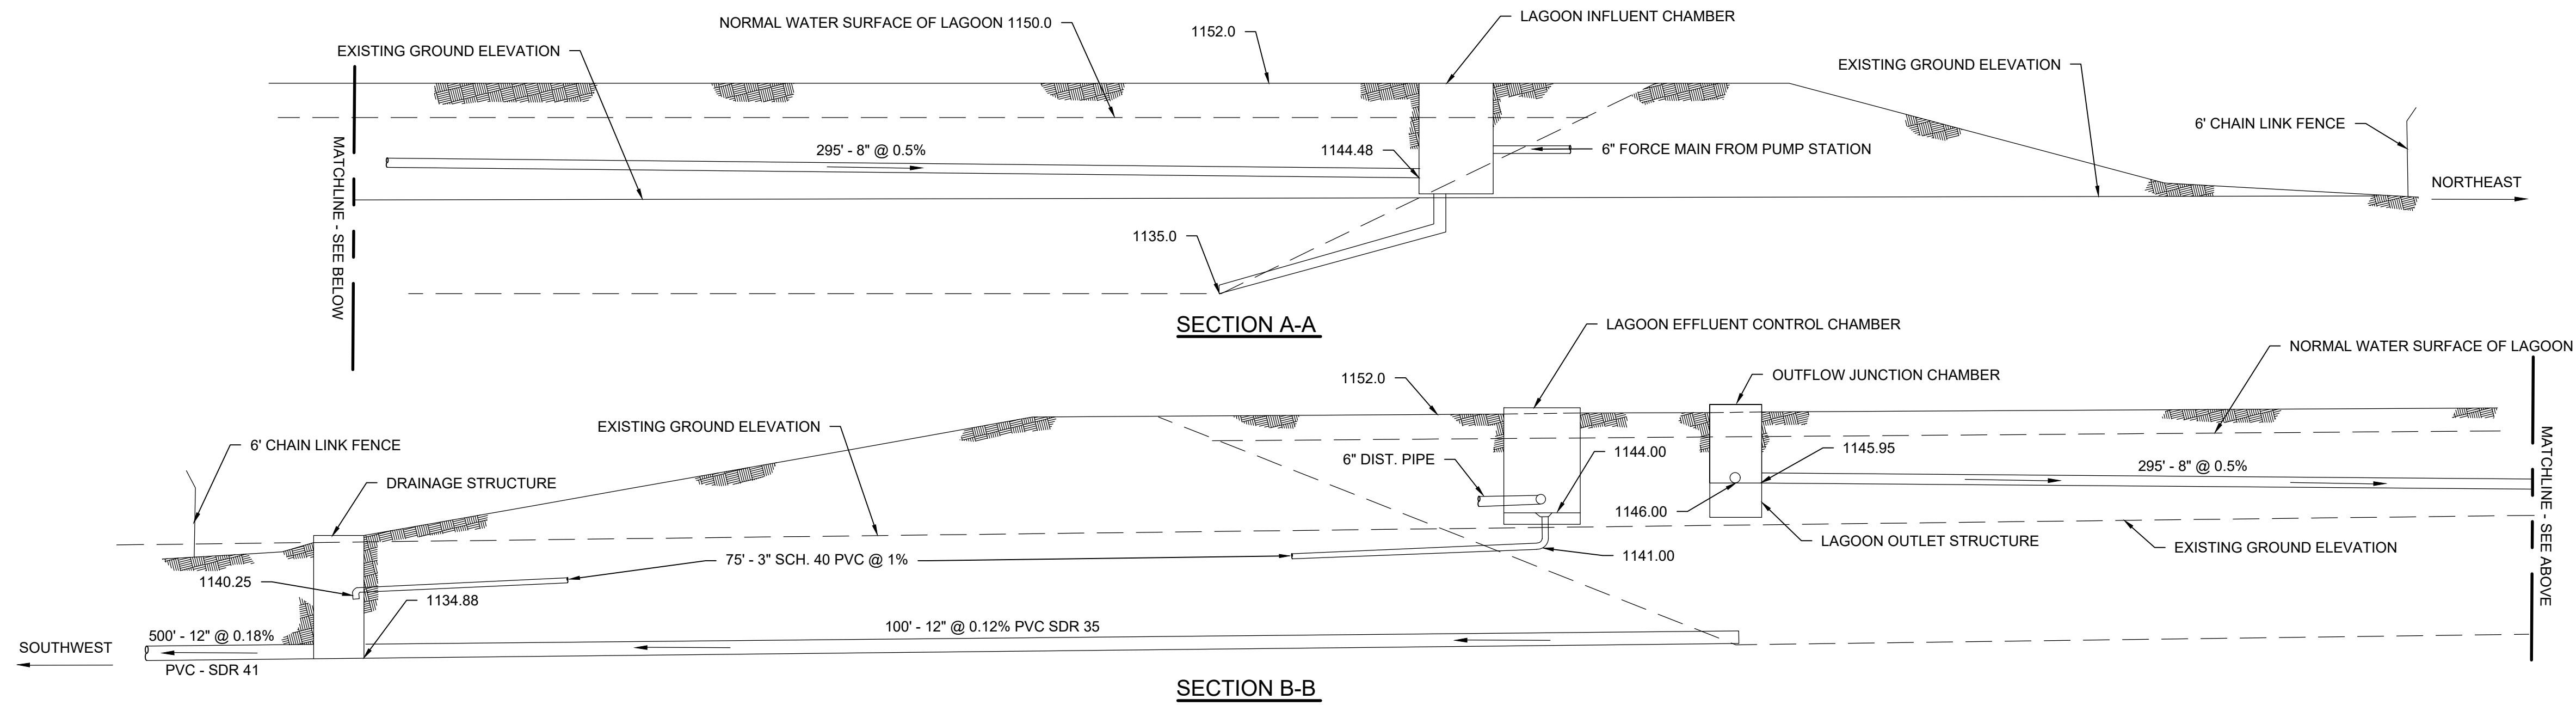 NORMAL WATER SURFACE OF LAGOON 1150.0
LAGOON INFLUENT CHAMBER
1152.0
EXISTING GROUND ELEVATION
EXISTING GROUND ELEVATION
MATCHLINE - SEE BELOW
295' - 8" @ 0.5%
1144.48
6" FORCE MAIN FROM PUMP STATION
6' CHAIN LINK FENCE
NORTHEAST
1135.0
SECTION A-A
LAGOON EFFLUENT CONTROL CHAMBER
NORMAL WATER SURFACE OF LAGOON
1152.0
OUTFLOW JUNCTION CHAMBER
EXISTING GROUND ELEVATION
6' CHAIN LINK FENCE
DRAINAGE STRUCTURE
6" DIST. PIPE
1144.00
1145.95
295' - 8" @ 0.5%
MATCHLINE - SEE ABOVE
1146.00
LAGOON OUTLET STRUCTURE
EXISTING GROUND ELEVATION
75' - 3" SCH. 40 PVC @ 1%
1141.00
1140.25
1134.88
500' - 12" @ 0.18%
100' - 12" @ 0.12% PVC SDR 35
SOUTHWEST
PVC - SDR 41
SECTION B-B